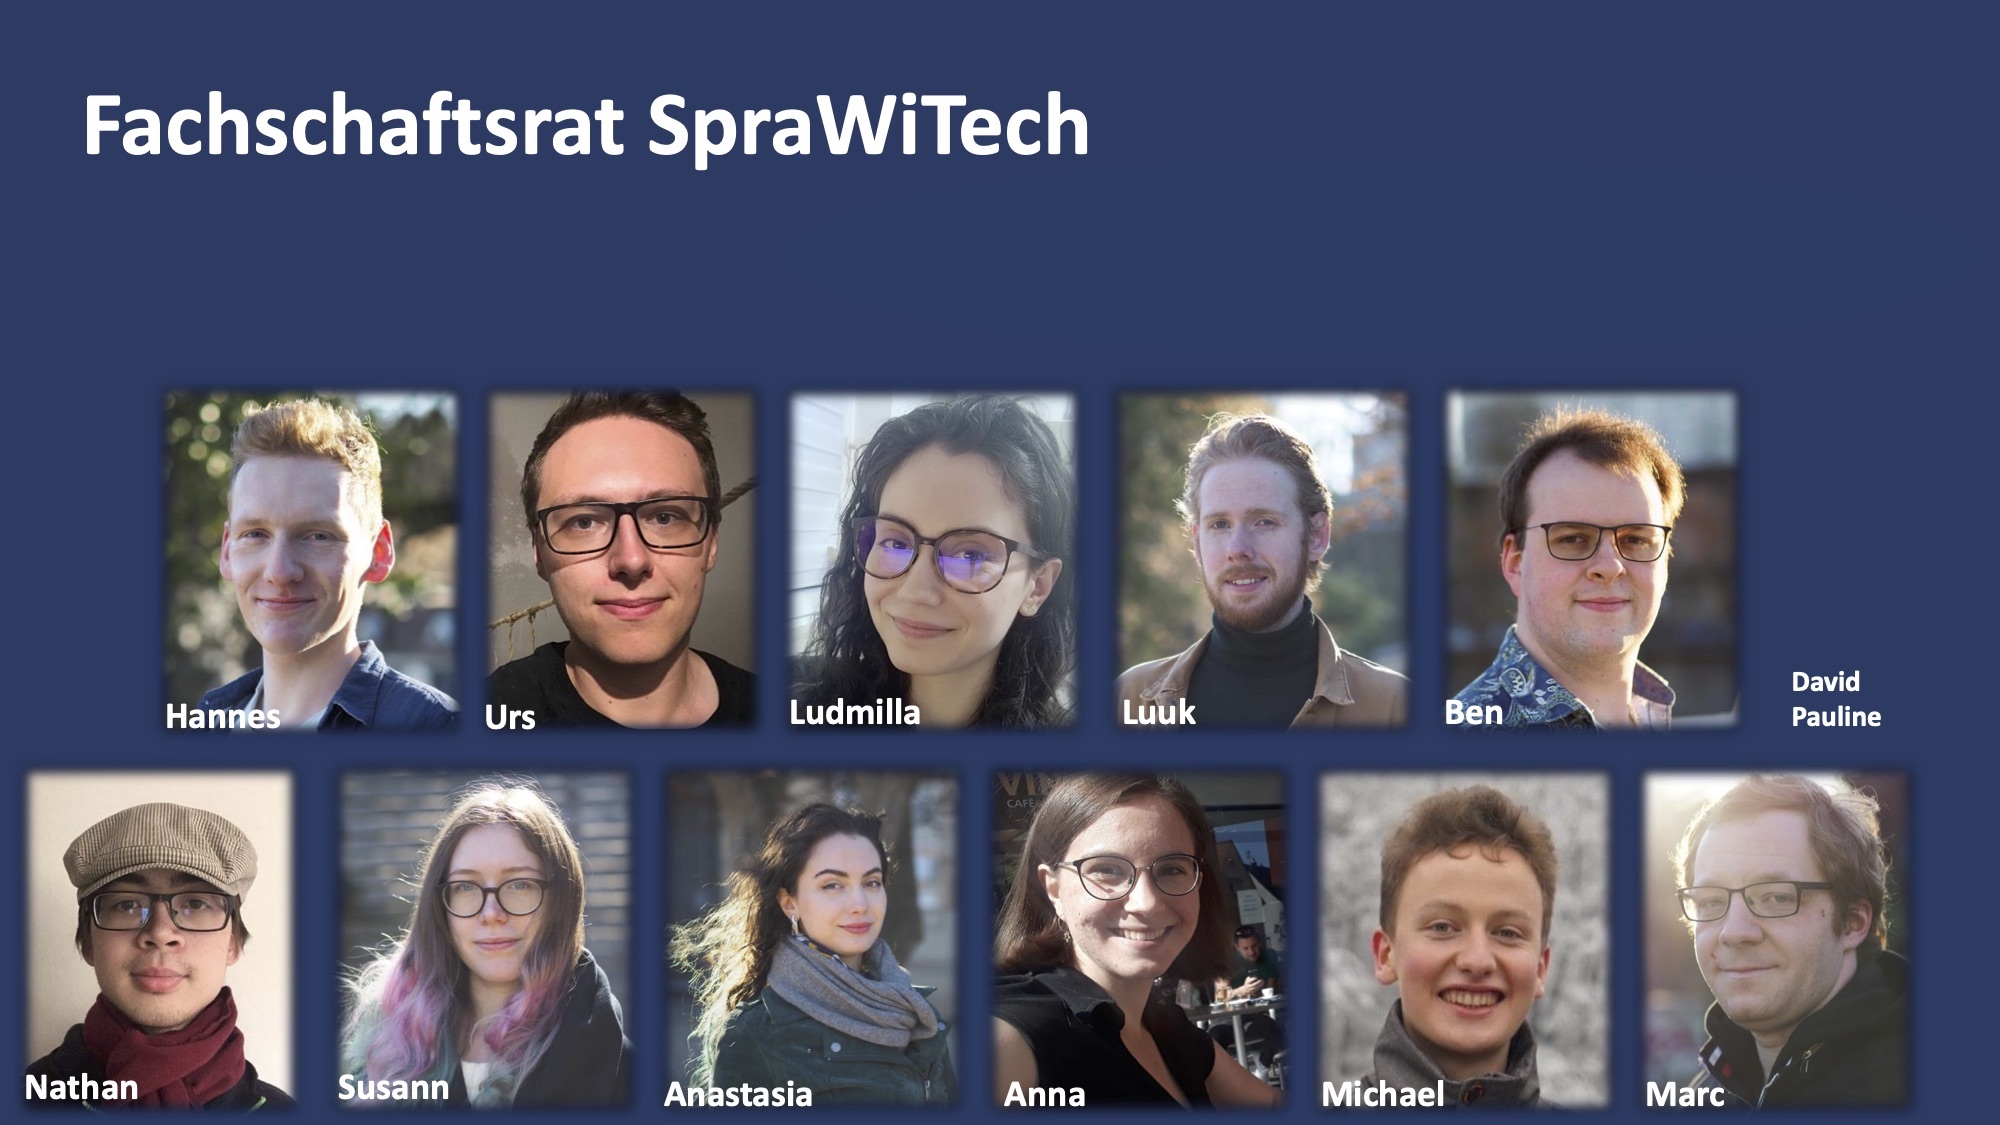 Fachschaftsrat SpraWiTech
Hannes
Urs
Ludmilla
Luuk
Ben
David
Pauline
Nathan
Susann
Anastasia
Anna
Michael
Marc